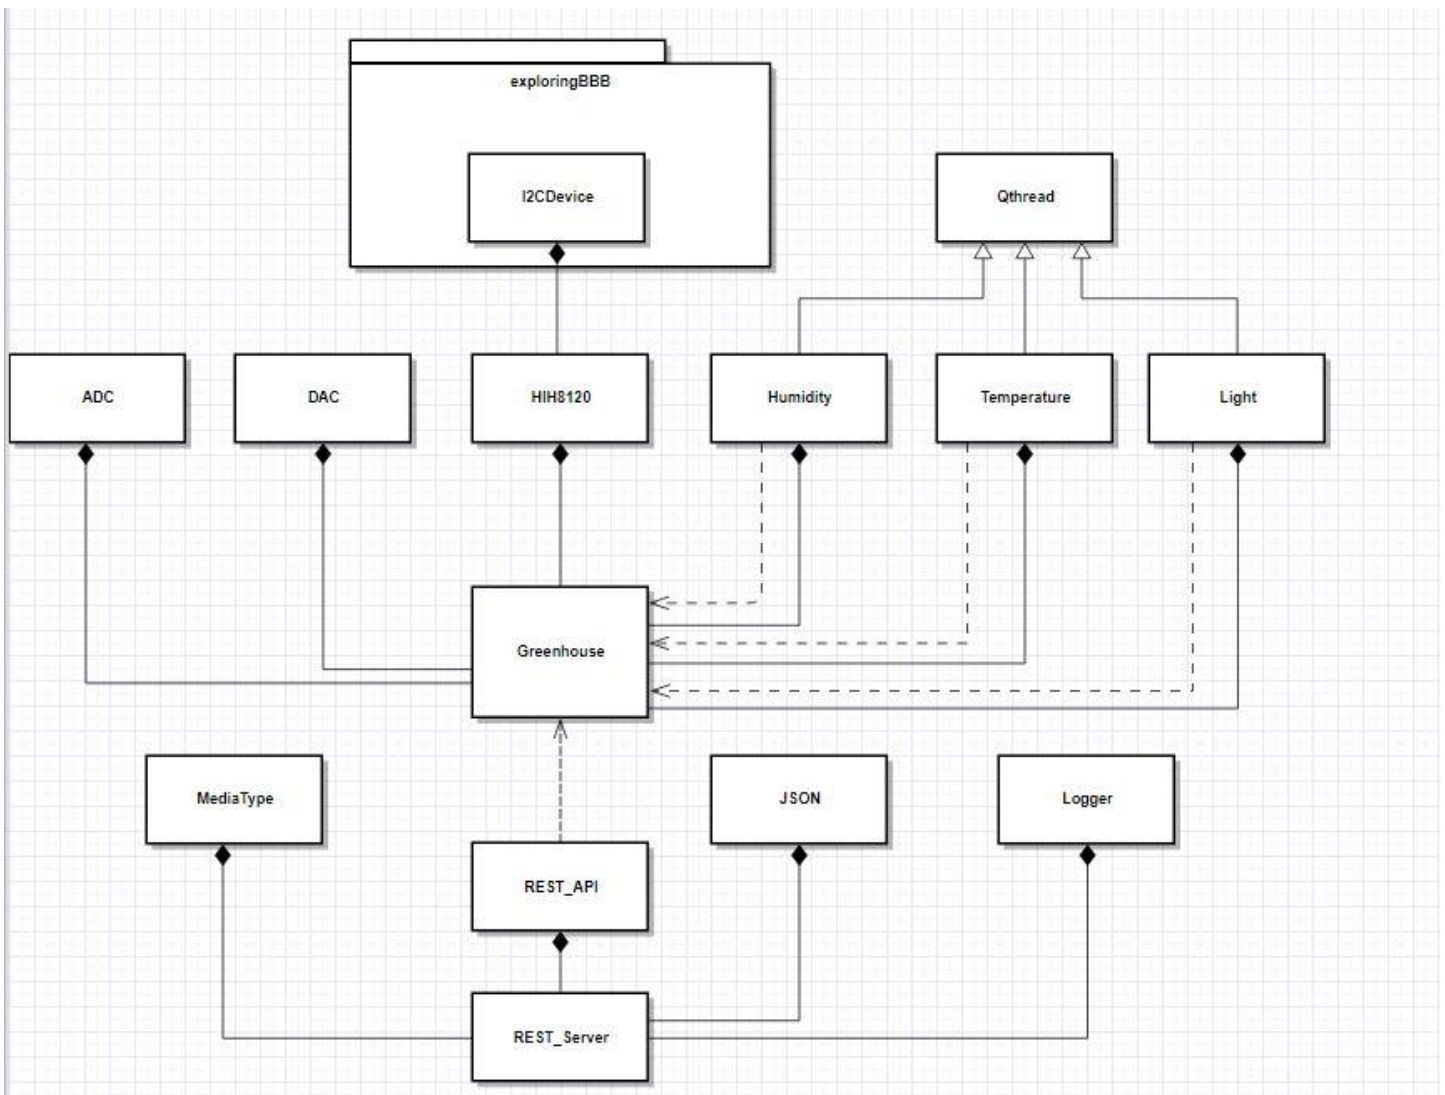 exploringBBB
I2CDevice
Qthread
ADC
DAC
HIH8120
Humidity
Temperature
Light
Greenhouse
MediaType
JSON
Logger
REST_API
REST_Server